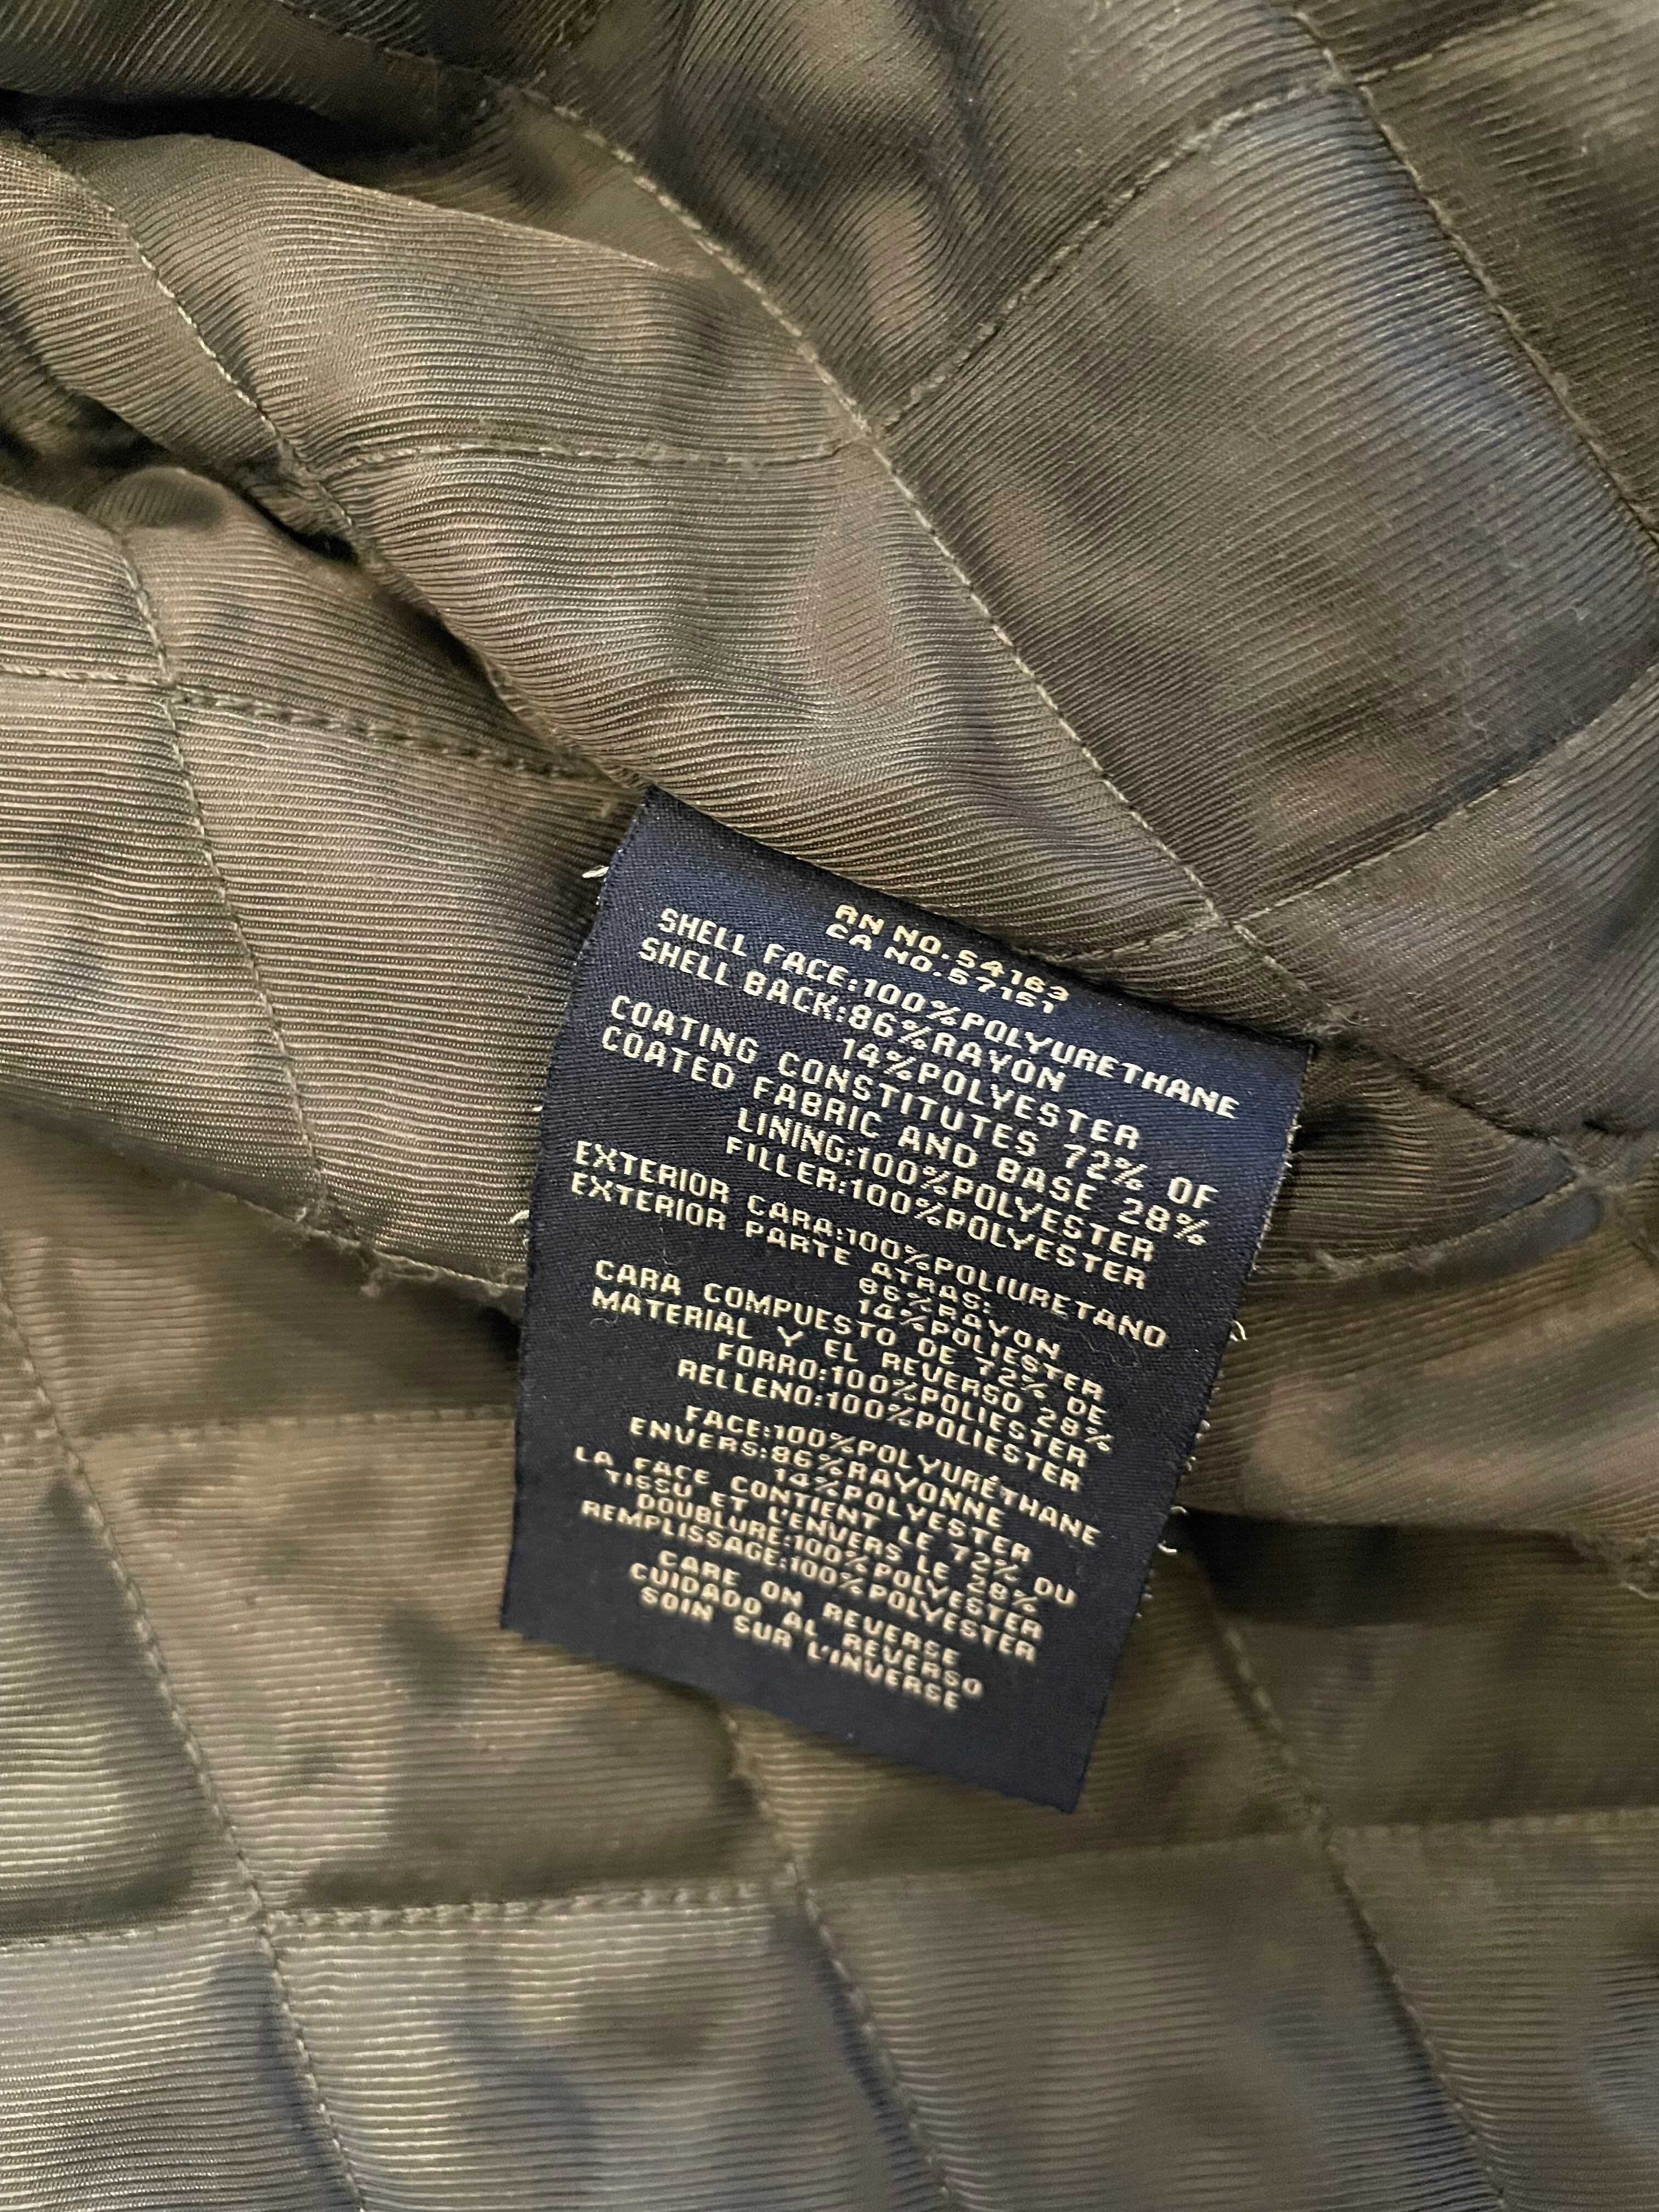 RN NO.54163
CA NO.57151
SHELL FACE:100%POLYURETHANE
SHELL BACK:86%RAYON
14%POLYESTER
COATING CONSTITUTES 72% OF
COATED FABRIC AND BASE 28%
LINING:100%POLYESTER
FILLER:100%POLYESTER
EXTERIOR CARA:100%POLIURETANO
EXTERIOR PARTE ATRAS:
86%RAYON
14%POLIESTER
CARA COMPUESTO DE 72% DE
MATERIAL Y EL REVERSO 28%
FORRO:100%POLIESTER
RELLENO:100%POLIESTER
FACE:100%POLYURÉTHANE
ENVERS:86%RAYONNE
14%POLYESTER
LA FACE CONTIENT LE 72% DU
TISSU ET L'ENVERS LE 28%
DOUBLURE:100%POLYESTER
REMPLISSAGE:100%POLYESTER
CARE ON REVERSE
CUIDADO AL REVERSO
SOIN SUR L'INVERSE